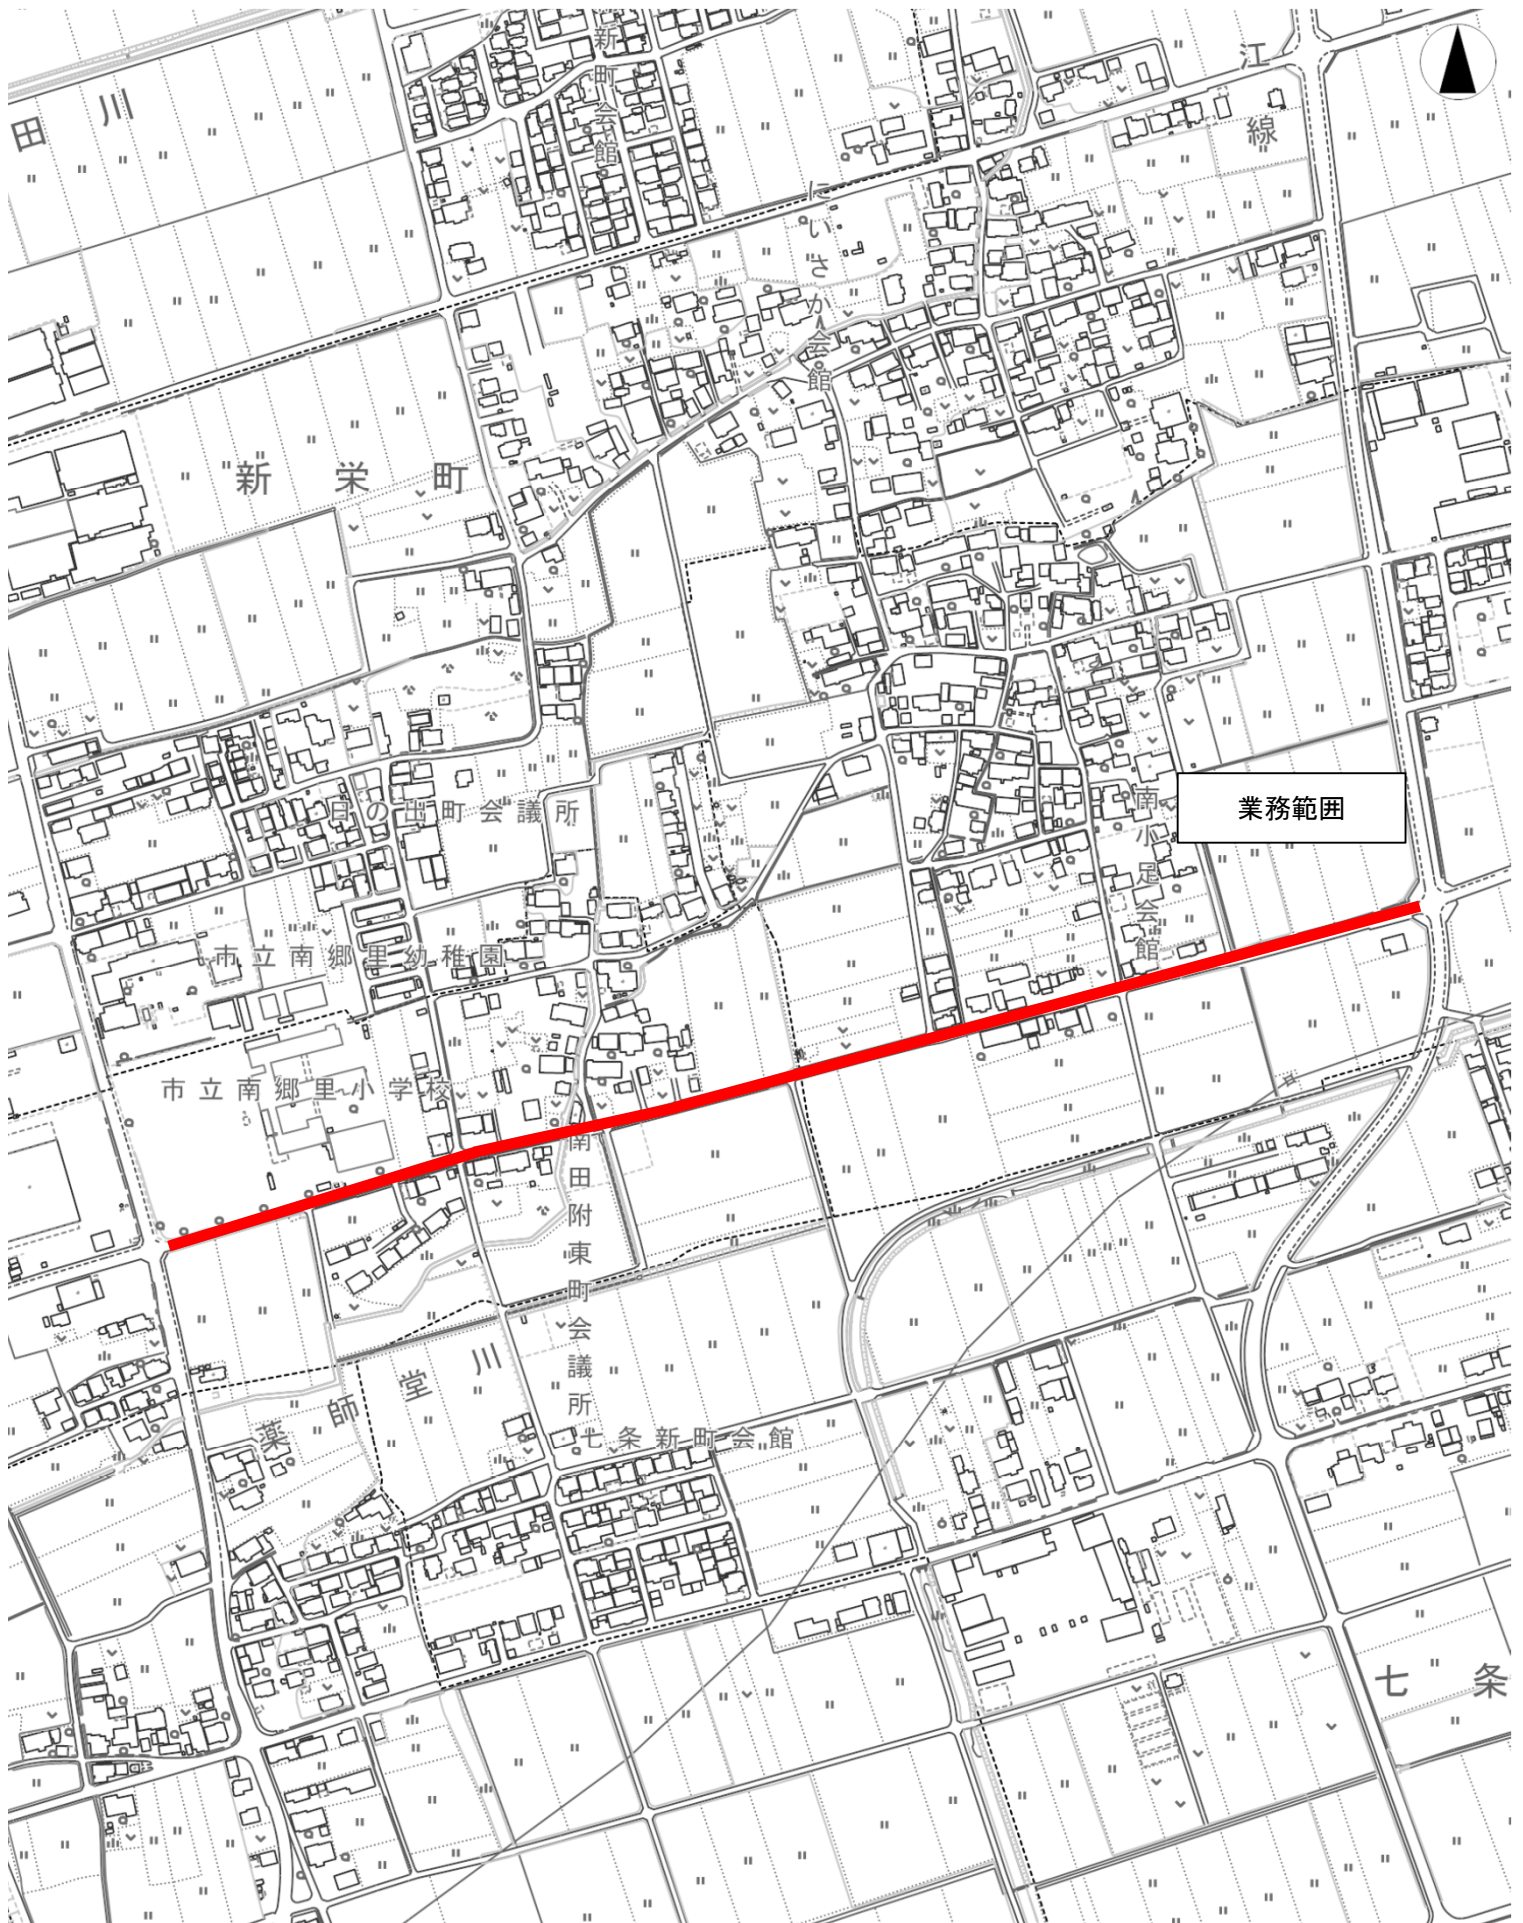 新町会館
江
線
田川
にいさか会館
新栄町
業務範囲
南小足会館
日の出町会議所
市立南郷里幼稚園
市立南郷里小学校
南田附東町会議所
薬師堂川
七条新町会館
七条